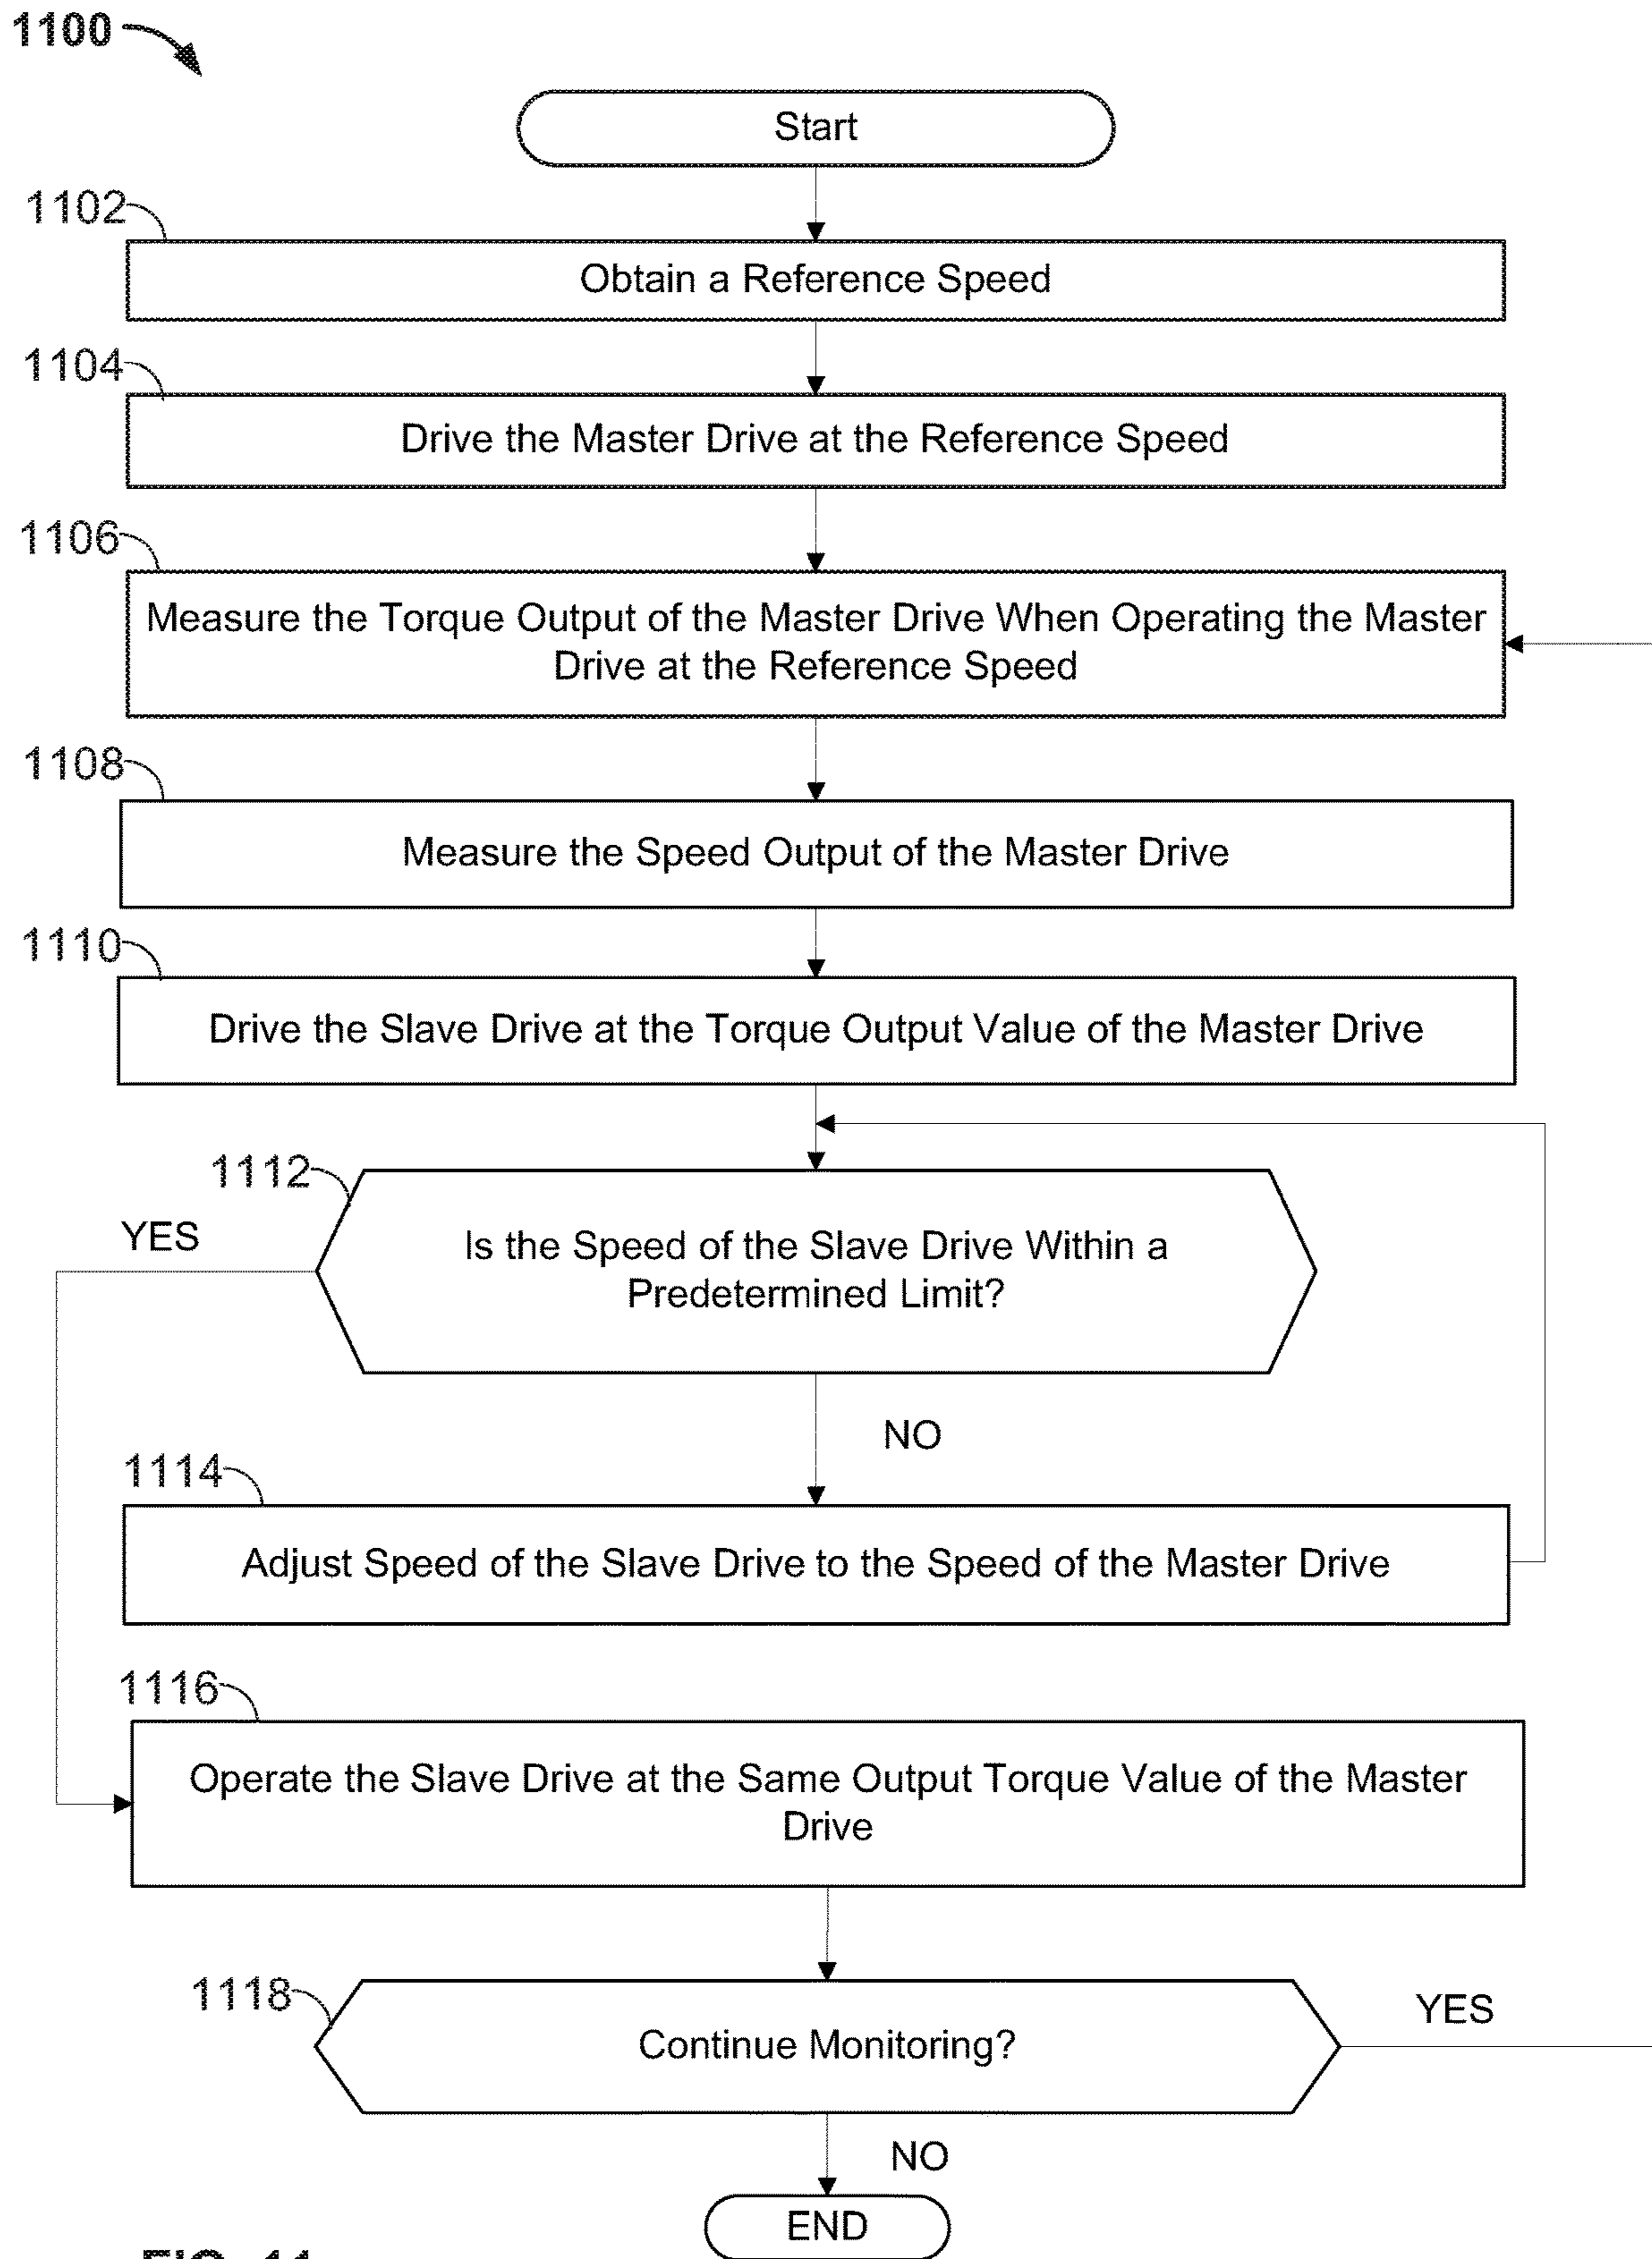 1100
Start
1102
Obtain a Reference Speed
1104
Drive the Master Drive at the Reference Speed
1106
Measure the Torque Output of the Master Drive When Operating the Master
Drive at the Reference Speed
1108
Measure the Speed Output of the Master Drive
1110
Drive the Slave Drive at the Torque Output Value of the Master Drive
1112
YES
Is the Speed of the Slave Drive Within a
Predetermined Limit?
NO
1114
Adjust Speed of the Slave Drive to the Speed of the Master Drive
1116
Operate the Slave Drive at the Same Output Torque Value of the Master
Drive
1118
YES
Continue Monitoring?
NO
END